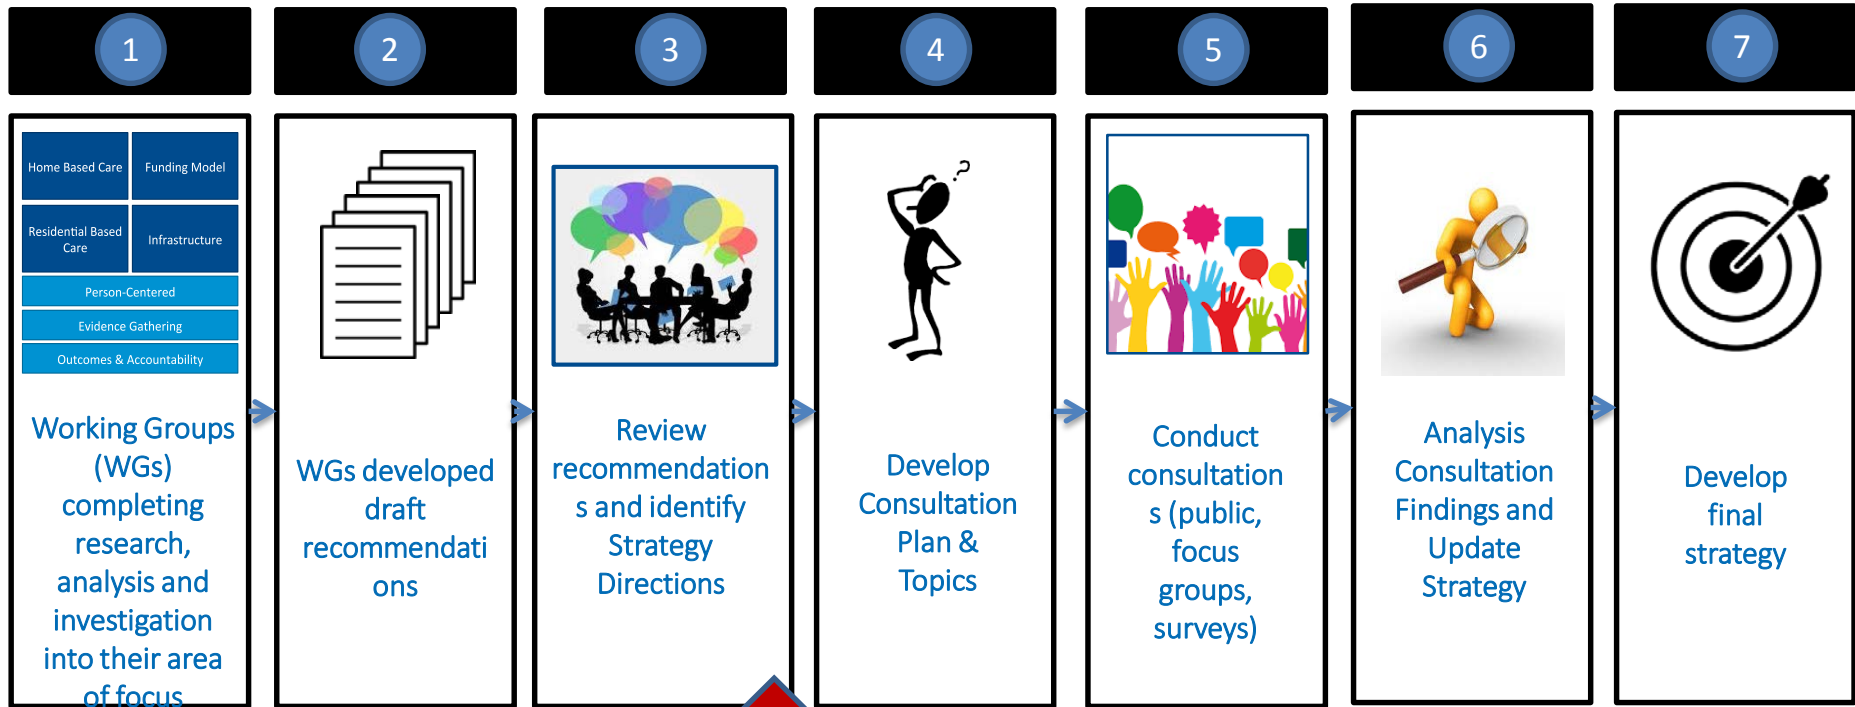 1
2
3
4
5
6
7
Home Based Care
Funding Model
Residential Based
Care
Infrastructure
Person-Centered
Evidence Gathering
Outcomes & Accountability
Working Groups
(WGs)
completing
research,
analysis and
investigation
into their area
of focus
WGs developed
draft
recommendati
ons
Review
recommendation
s and identify
Strategy
Directions
?
Develop
Consultation
Plan &
Topics
Conduct
consultation
s (public,
focus
groups,
surveys)
Analysis
Consultation
Findings and
Update
Strategy
Develop
final
strategy